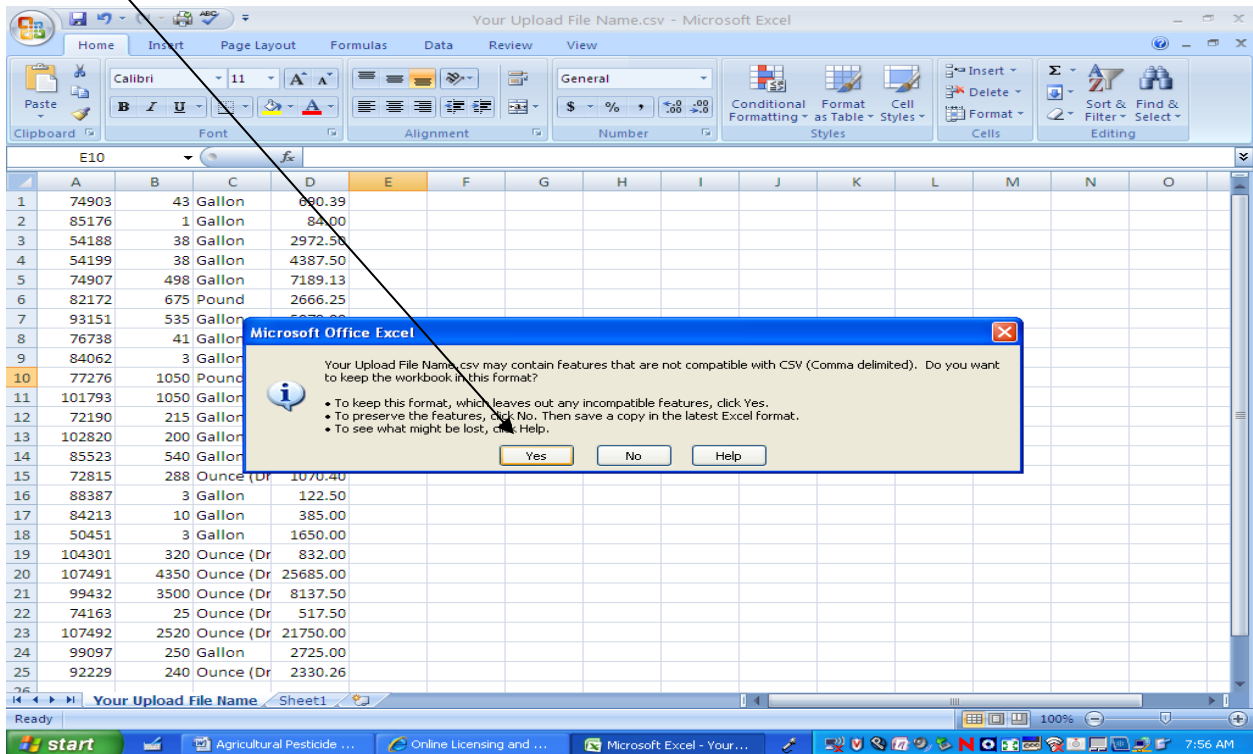 Your Upload File Name.csv - Microsoft Excel
Home Insert Page Layout Formulas Data Review View
Paste Calibri 11 A A General Conditional Formatting Format as Table Cell Styles Insert Delete Format Σ Sort & Filter Find & Select
B I U A $ % ,
Clipboard Font Alignment Number Styles Cells Editing
E10 fx
A B C D E F G H I J K L M N O
1 74903 43 Gallon 690.39
2 85176 1 Gallon 84.00
3 54188 38 Gallon 2972.50
4 54199 38 Gallon 4387.50
5 74907 498 Gallon 7189.13
6 82172 675 Pound 2666.25
7 93151 535 Gallon
8 76738 41 Gallon
9 84062 3 Gallon
10 77276 1050 Pound
11 101793 1050 Gallon
12 72190 215 Gallon
13 102820 200 Gallon
14 85523 540 Gallon
15 72815 288 Ounce (Dr 1070.40
16 88387 3 Gallon 122.50
17 84213 10 Gallon 385.00
18 50451 3 Gallon 1650.00
19 104301 320 Ounce (Dr 832.00
20 107491 4350 Ounce (Dr 25685.00
21 99432 3500 Ounce (Dr 8137.50
22 74163 25 Ounce (Dr 517.50
23 107492 2520 Ounce (Dr 21750.00
24 99097 250 Gallon 2725.00
25 92229 240 Ounce (Dr 2330.26
26
Microsoft Office Excel
Your Upload File Name.csv may contain features that are not compatible with CSV (Comma delimited). Do you want
to keep the workbook in this format?
• To keep this format, which leaves out any incompatible features, click Yes.
• To preserve the features, click No. Then save a copy in the latest Excel format.
• To see what might be lost, click Help.
Yes No Help
Your Upload File Name Sheet1
Ready 100%
start Agricultural Pesticide ... Online Licensing and ... Microsoft Excel - Your... 7:56 AM